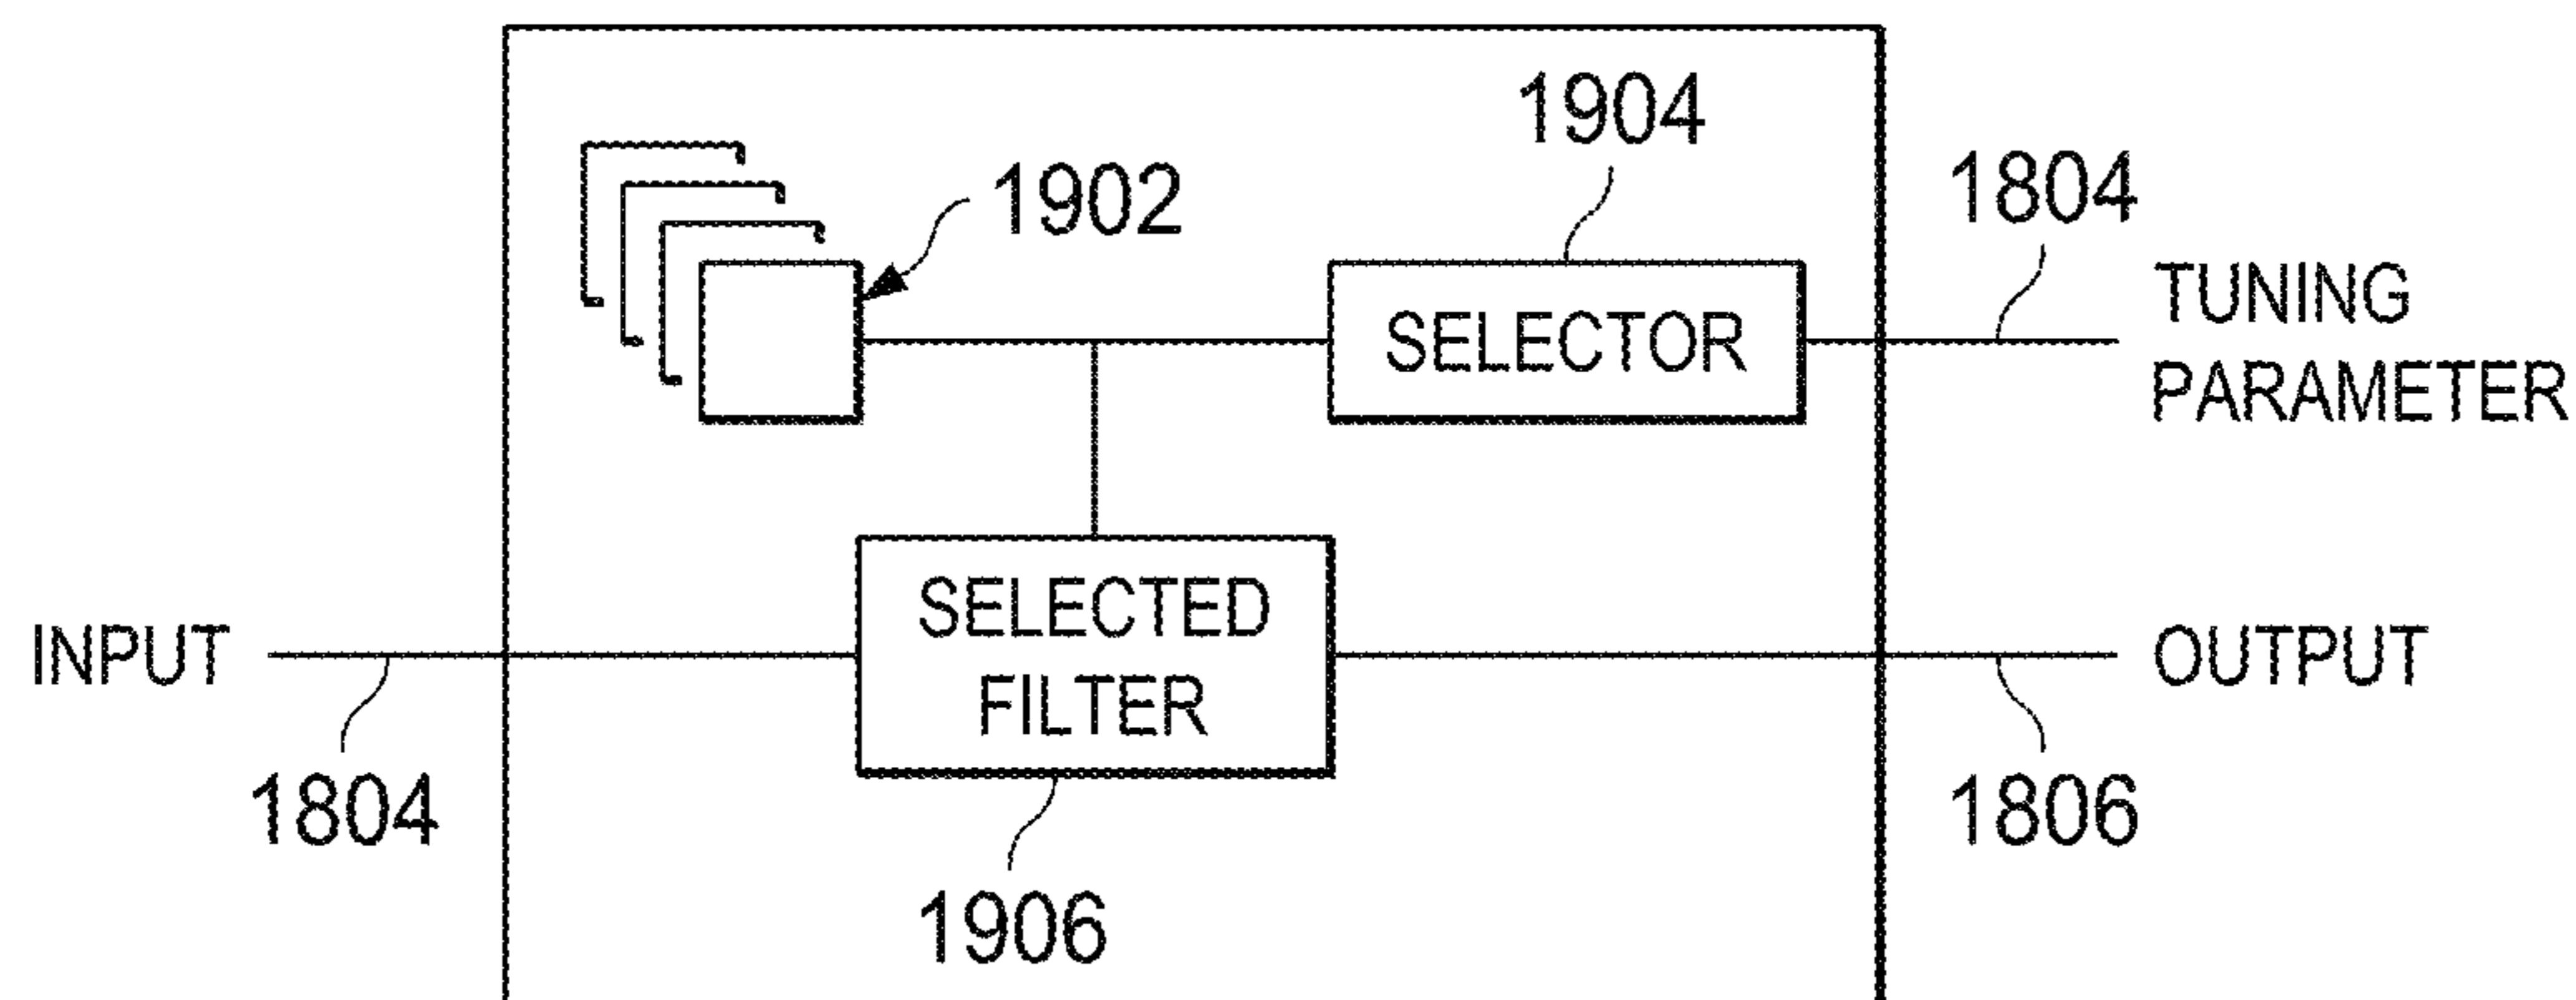 1904
1902
1804
TUNING
PARAMETER
SELECTOR
SELECTED
FILTER
INPUT
OUTPUT
1804
1806
1906